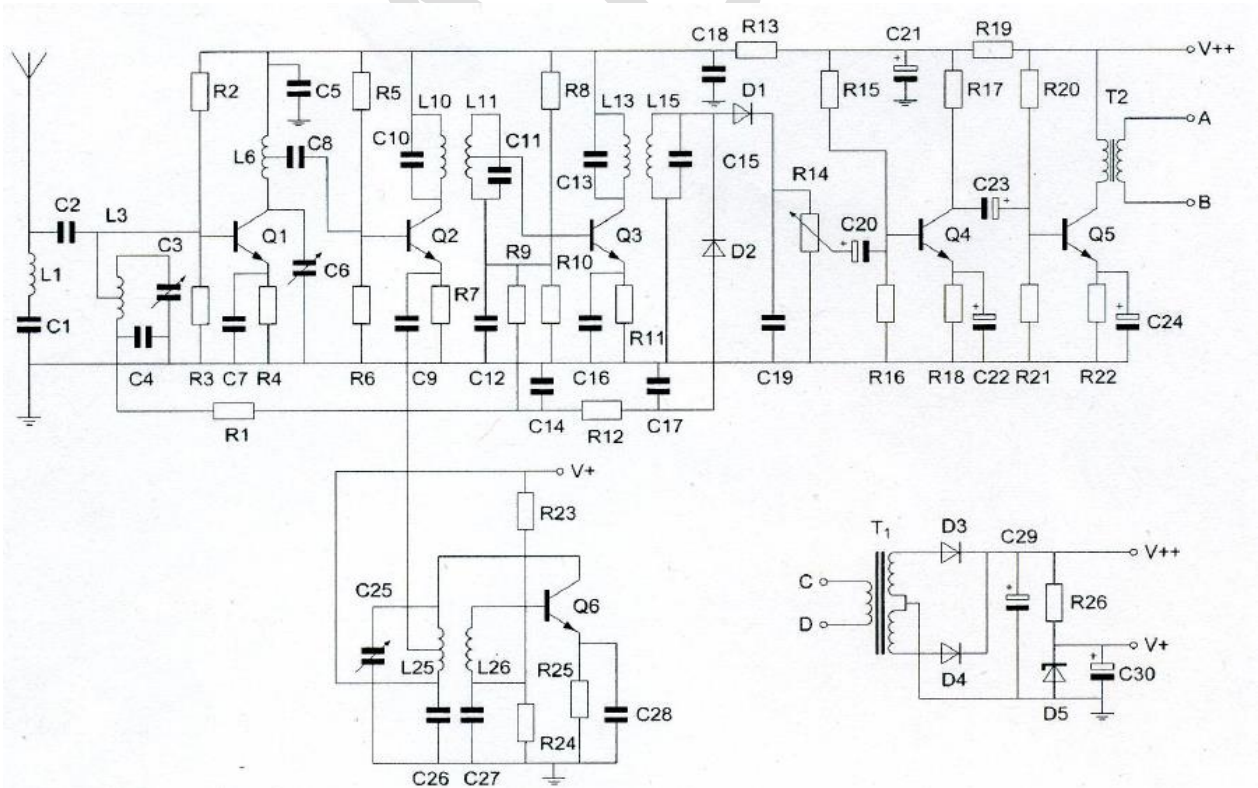 C18 R13 C21 R19
V++
R2 C5 R5 L10 L11 R8 L13 L15 D1 R15 R17 R20 T2
A
C8 C10 C11
L6 C13 C15 R14 C23
C2 L3 C20 B
C3 Q1 Q2 Q3 D2 Q4 Q5
R9 R10
L1 C6 R7
C1 R11 C24
C4 R3 C7 R4 R6 C9 C12 C16 C19 R16 R18 C22 R21 R22
C14 C17
R1 R12
V+
R23
T1 D3 C29
V++
C25 C
Q6 R26
D
V+
L25 L26 R25
D4 C30
C28 D5
R24
C26 C27